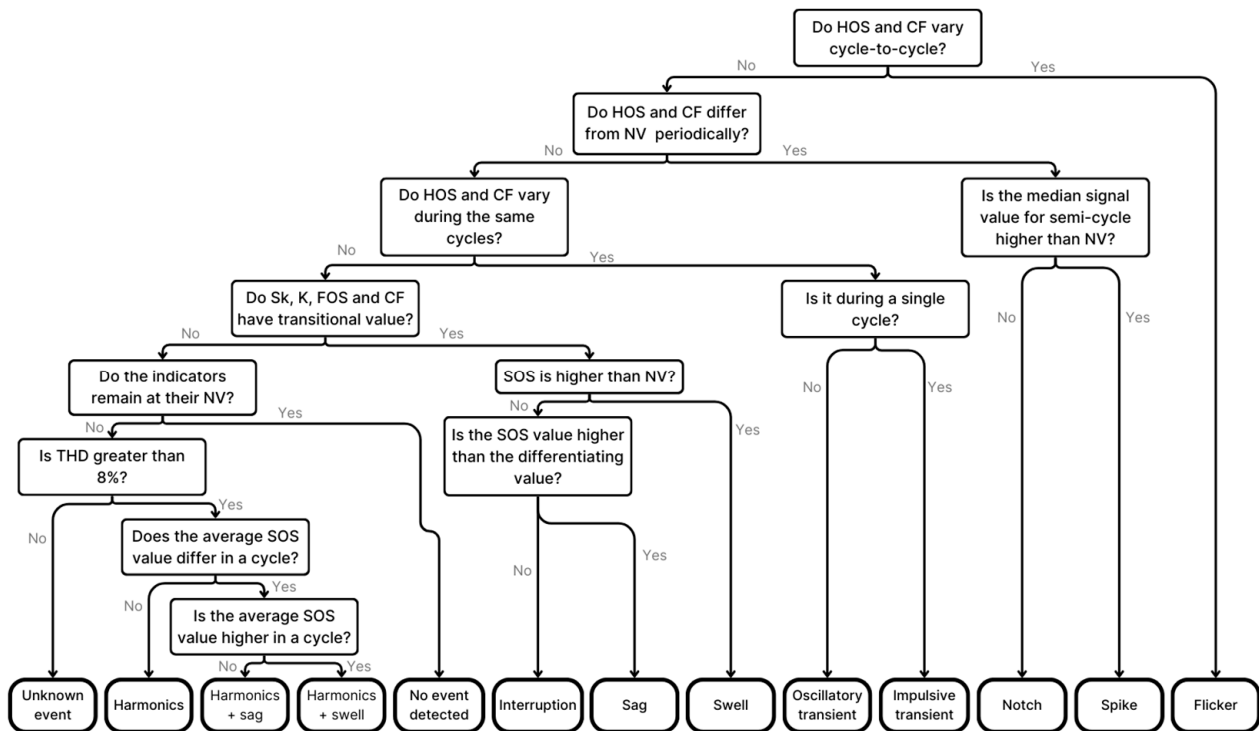 Do HOS and CF vary
cycle-to-cycle?
No
Yes
Do HOS and CF differ
from NV periodically?
No
Yes
Do HOS and CF vary
during the same
cycles?
Is the median signal
value for semi-cycle
higher than NV?
No
Yes
Do Sk, K, FOS and CF
have transitional value?
Is it during a single
cycle?
No
Yes
No
Yes
Do the indicators
remain at their NV?
SOS is higher than NV?
No
Yes
No
Yes
No
Yes
Is THD greater than
8%?
Is the SOS value higher
than the differentiating
value?
Yes
No
Yes
Does the average SOS
value differ in a cycle?
No
Yes
No
Yes
Is the average SOS
value higher in a cycle?
No
Yes
Unknown
event
Harmonics
Harmonics
+ sag
Harmonics
+ swell
No event
detected
Interruption
Sag
Swell
Oscillatory
transient
Impulsive
transient
Notch
Spike
Flicker